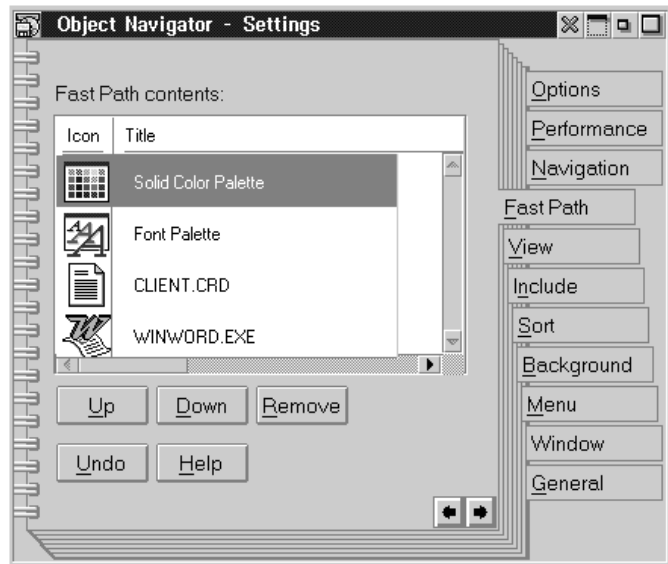 Object Navigator - Settings
Fast Path contents:
Icon Title
Solid Color Palette
Font Palette
CLIENT.CRD
WINWORD.EXE
Up Down Remove
Undo Help
Options
Performance
Navigation
Fast Path
View
Include
Sort
Background
Menu
Window
General